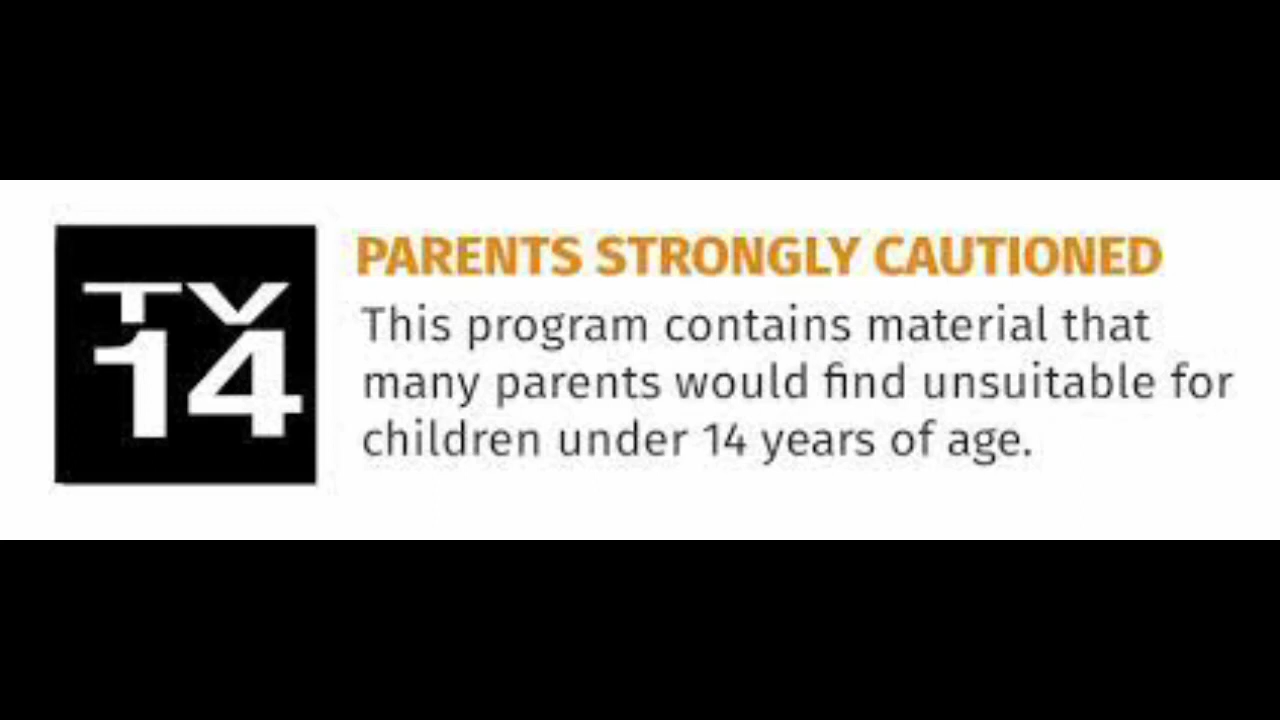 TV
14
PARENTS STRONGLY CAUTIONED
This program contains material that
many parents would find unsuitable for
children under 14 years of age.